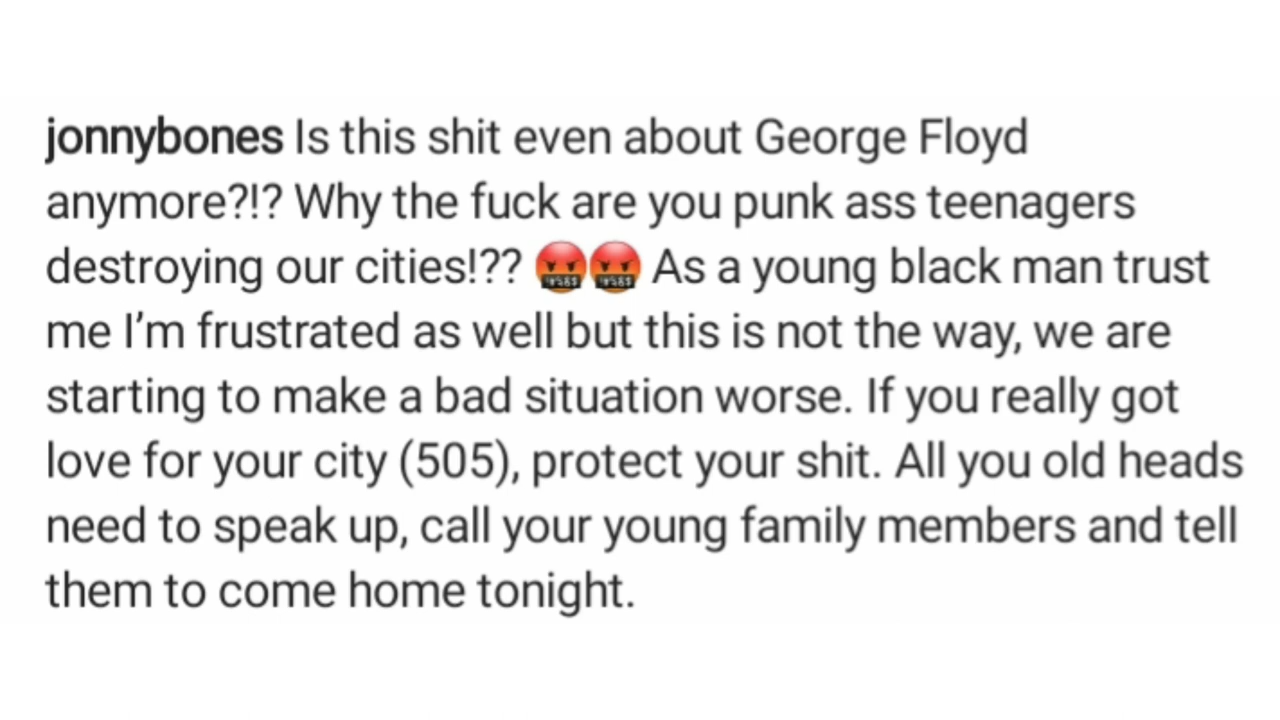 jonnybones Is this shit even about George Floyd
anymore?!? Why the fuck are you punk ass teenagers
destroying our cities!?? 🤬🤬 As a young black man trust
me I’m frustrated as well but this is not the way, we are
starting to make a bad situation worse. If you really got
love for your city (505), protect your shit. All you old heads
need to speak up, call your young family members and tell
them to come home tonight.